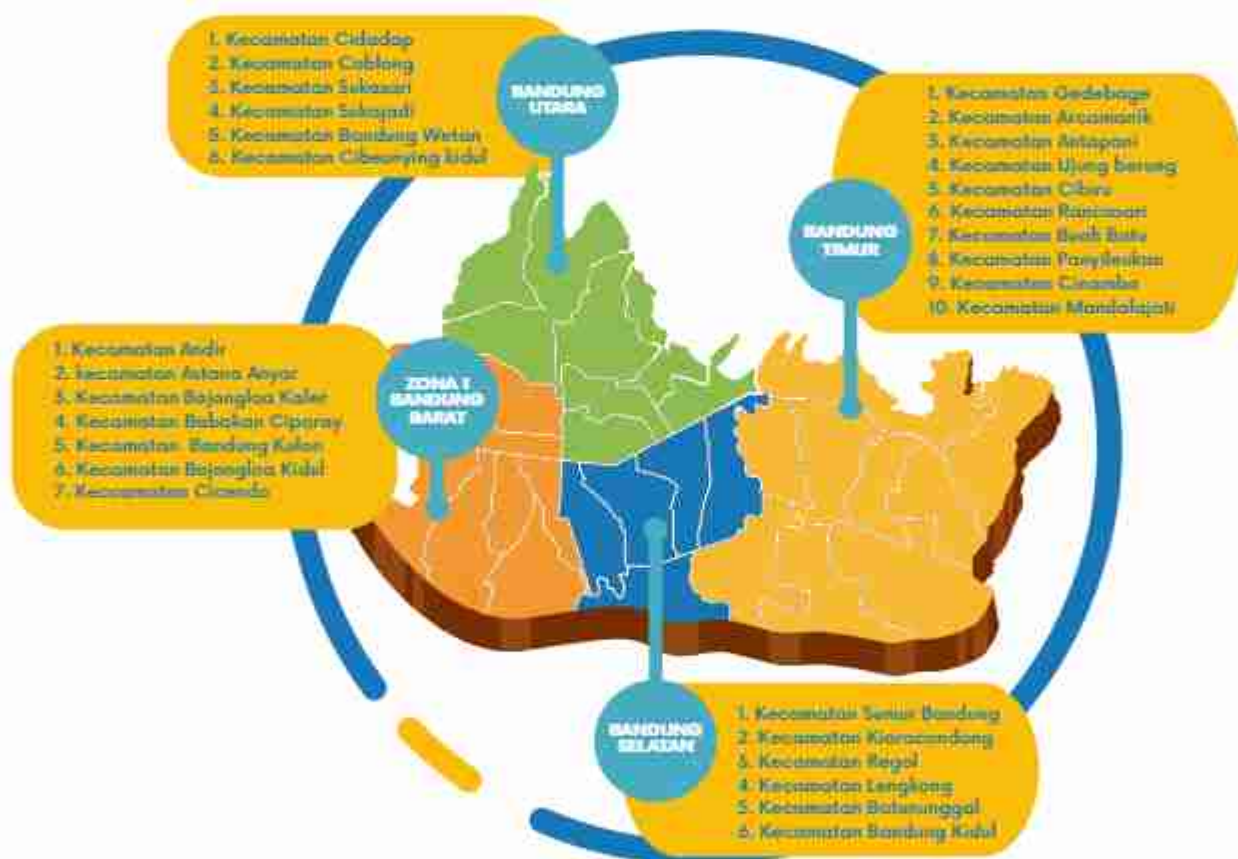 1. Kecamatan Cidadap
2. Kecamatan Coblong
3. Kecamatan Sukasari
4. Kecamatan Sukajadi
5. Kecamatan Bandung Wetan
6. Kecamatan Cibeunying kidul
BANDUNG
UTARA
1. Kecamatan Gedebage
2. Kecamatan Arcamanik
3. Kecamatan Antapani
4. Kecamatan Ujung berung
5. Kecamatan Cibiru
6. Kecamatan Rancasari
7. Kecamatan Buah Batu
8. Kecamatan Panyileukan
9. Kecamatan Cinambo
10. Kecamatan Mandalajati
BANDUNG
TIMUR
1. Kecamatan Andir
2. kecamatan Astana Anyar
3. Kecamatan Bojongloa Kaler
4. Kecamatan Babakan Ciparay
5. Kecamatan Bandung Kulon
6. Kecamatan Bojongloa Kidul
7. Kecamatan Cicendo
ZONA I
BANDUNG
BARAT
BANDUNG
SELATAN
1. Kecamatan Sumur Bandung
2. Kecamatan Kiaracondong
3. Kecamatan Regol
4. Kecamatan Lengkong
5. Kecamatan Batununggal
6. Kecamatan Bandung Kidul